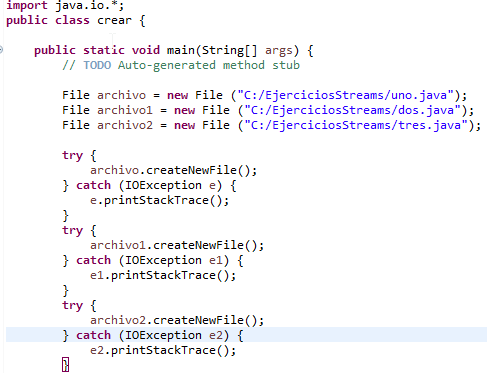 import java.io.*;
public class crear {
public static void main(String[] args) {
// TODO Auto-generated method stub
File archivo = new File ("C:/EjerciciosStreams/uno.java");
File archivo1 = new File ("C:/EjerciciosStreams/dos.java");
File archivo2 = new File ("C:/EjerciciosStreams/tres.java");
try {
archivo.createNewFile();
} catch (IOException e) {
e.printStackTrace();
}
try {
archivo1.createNewFile();
} catch (IOException e1) {
e1.printStackTrace();
}
try {
archivo2.createNewFile();
} catch (IOException e2) {
e2.printStackTrace();
}